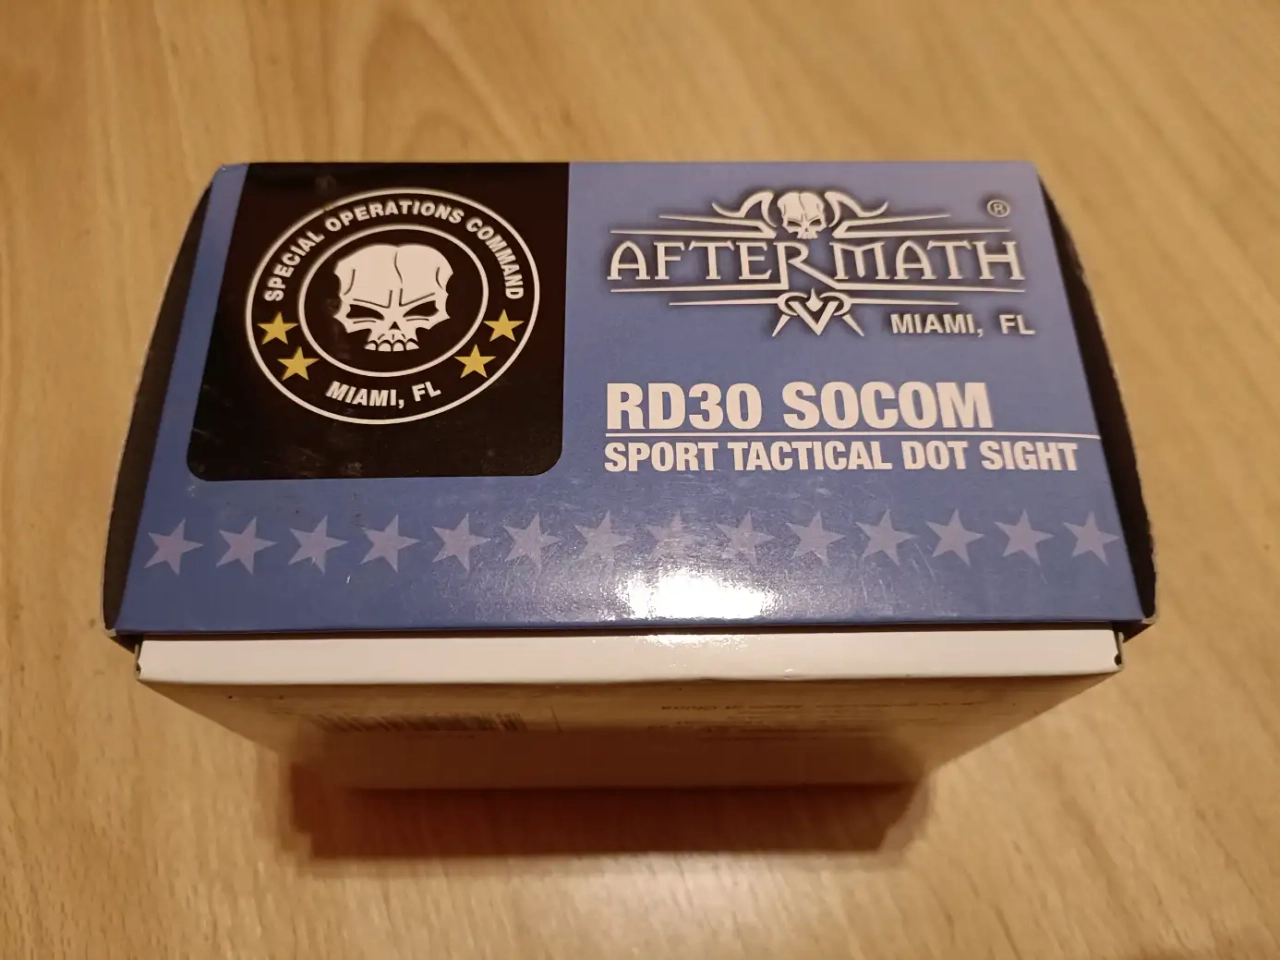 SPECIAL OPERATIONS COMMAND
MIAMI, FL
AFTERMATH®
MIAMI, FL
RD30 SOCOM
SPORT TACTICAL DOT SIGHT